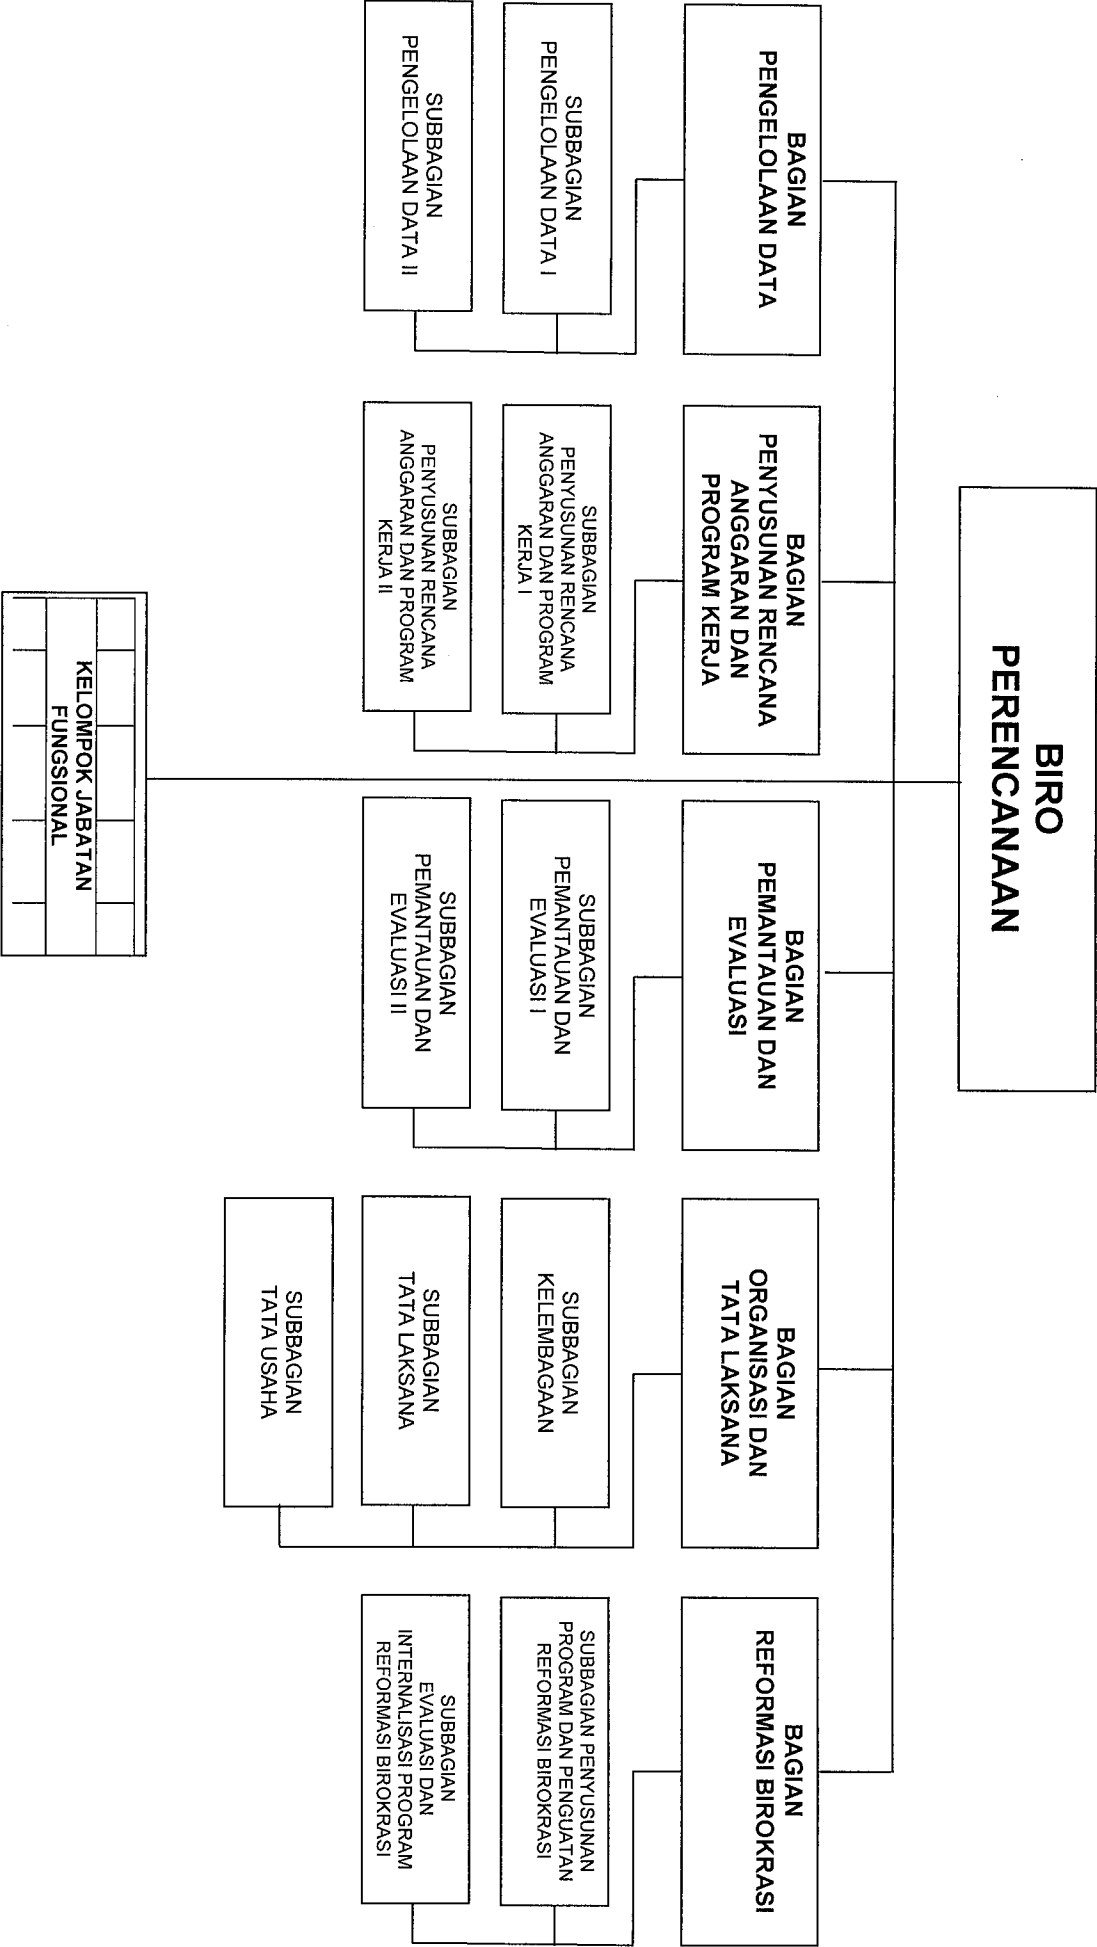 BIRO
PERENCANAAN
BAGIAN
PENGELOLAAN DATA
BAGIAN
PENYUSUNAN RENCANA
ANGGARAN DAN
PROGRAM KERJA
BAGIAN
PEMANTAUAN DAN
EVALUASI
BAGIAN
ORGANISASI DAN
TATA LAKSANA
BAGIAN
REFORMASI BIROKRASI
SUBBAGIAN
PENGELOLAAN DATA I
SUBBAGIAN
PENYUSUNAN RENCANA
ANGGARAN DAN PROGRAM
KERJA I
SUBBAGIAN
PEMANTAUAN DAN
EVALUASI I
SUBBAGIAN
KELEMBAGAAN
SUBBAGIAN PENYUSUNAN
PROGRAM DAN PENGUATAN
REFORMASI BIROKRASI
SUBBAGIAN
PENGELOLAAN DATA II
SUBBAGIAN
PENYUSUNAN RENCANA
ANGGARAN DAN PROGRAM
KERJA II
SUBBAGIAN
PEMANTAUAN DAN
EVALUASI II
SUBBAGIAN
TATA LAKSANA
SUBBAGIAN
EVALUASI DAN
INTERNALISASI PROGRAM
REFORMASI BIROKRASI
SUBBAGIAN
TATA USAHA
KELOMPOK JABATAN
FUNGSIONAL